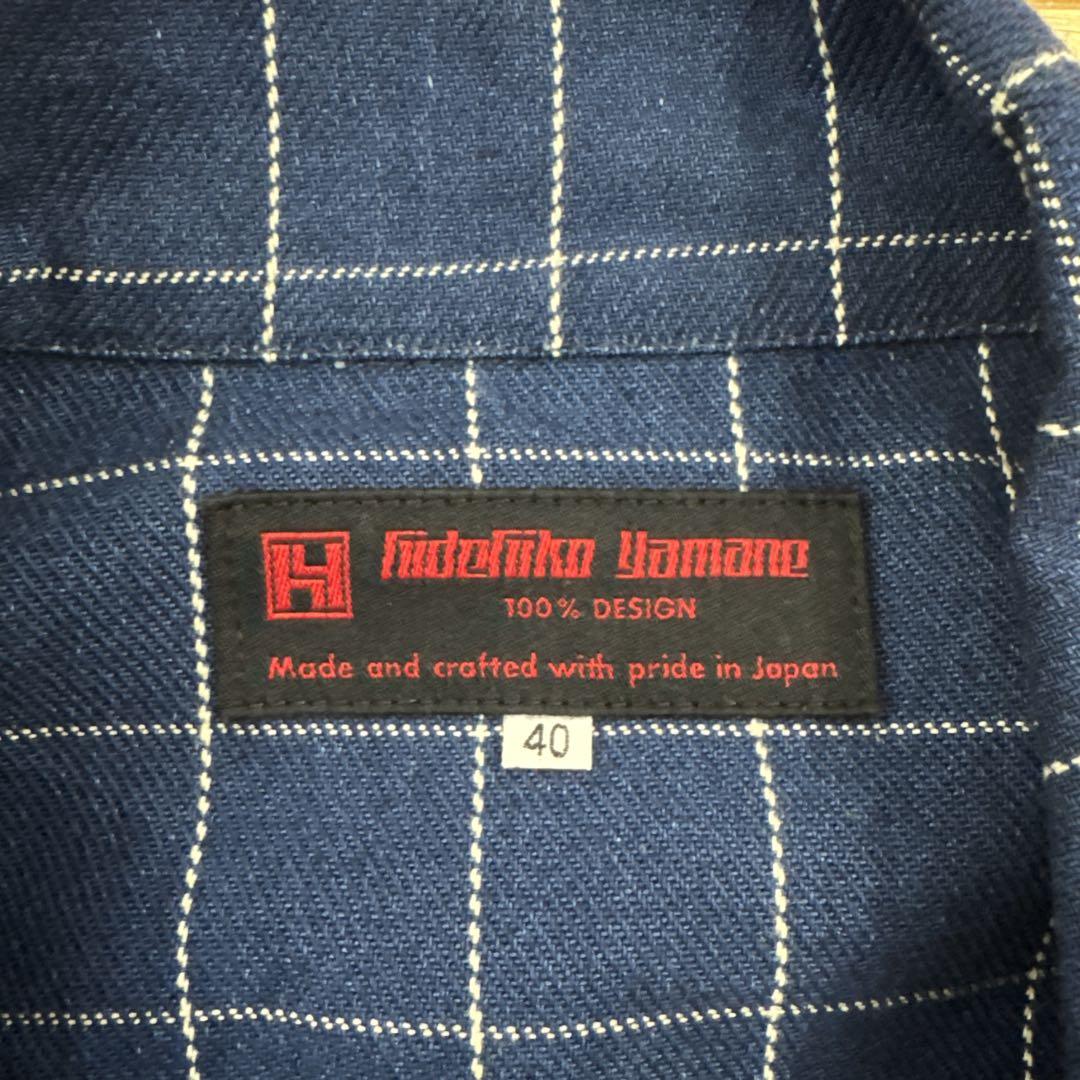 H Hidehiko Yamane
100% DESIGN
Made and crafted with pride in Japan
40